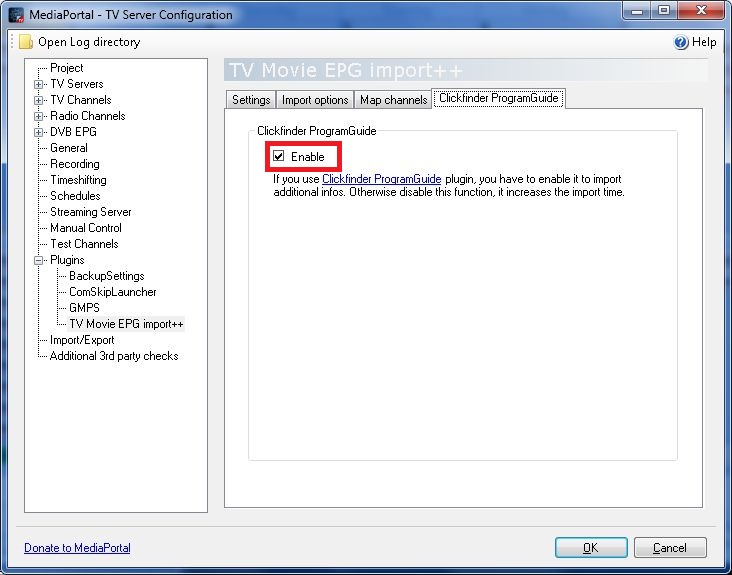 MediaPortal - TV Server Configuration
Open Log directory
Help
Project
TV Servers
TV Channels
Radio Channels
DVB EPG
General
Recording
Timeshifting
Schedules
Streaming Server
Manual Control
Test Channels
Plugins
BackupSettings
ComSkipLauncher
GMPS
TV Movie EPG import++
Import/Export
Additional 3rd party checks
TV Movie EPG import++
Settings
Import options
Map channels
Clickfinder ProgramGuide
Clickfinder ProgramGuide
Enable
If you use Clickfinder ProgramGuide plugin, you have to enable it to import
additional infos. Otherwise disable this function, it increases the import time.
Donate to MediaPortal
OK
Cancel